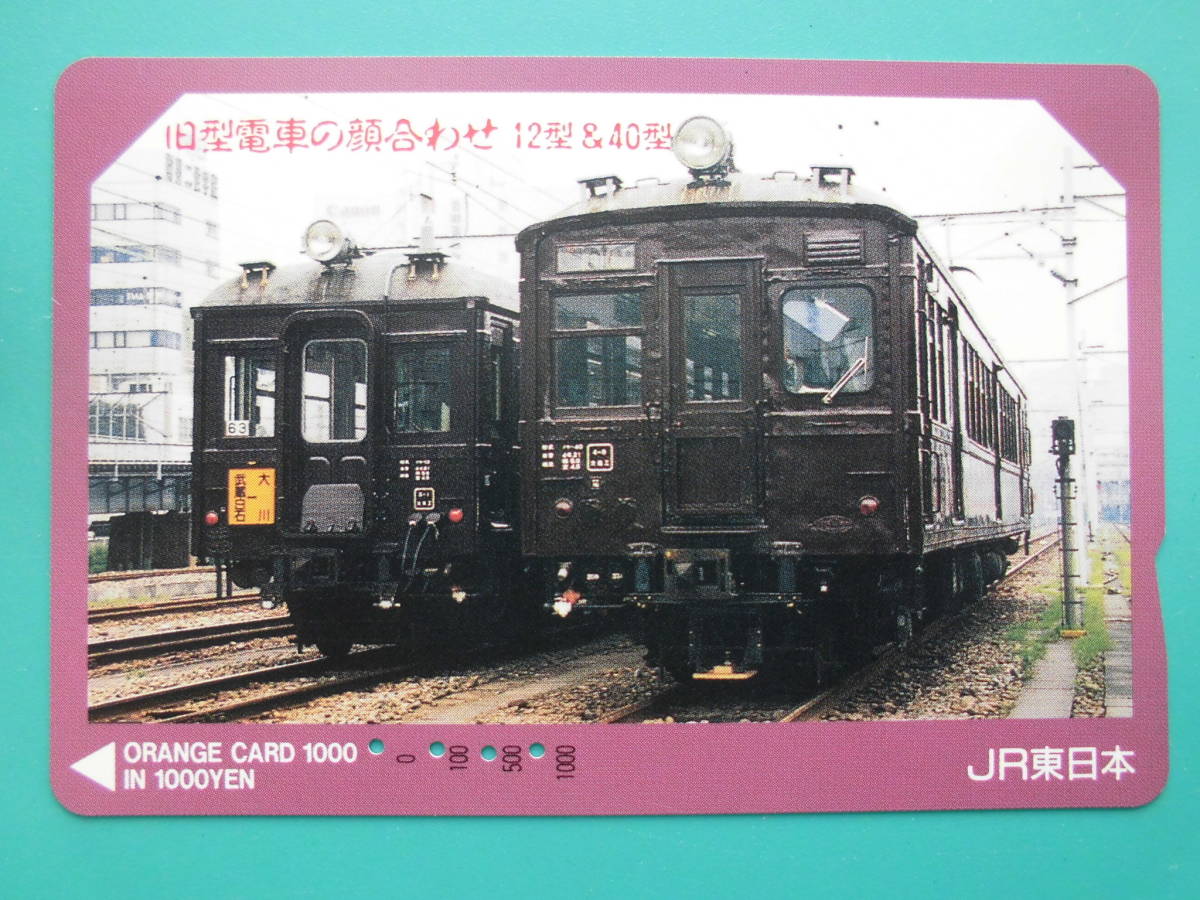 旧型電車の顔合わせ 12型&40型
Canon
63
大川
武蔵白石
ORANGE CARD 1000
IN 1000YEN
0
100
500
1000
JR東日本